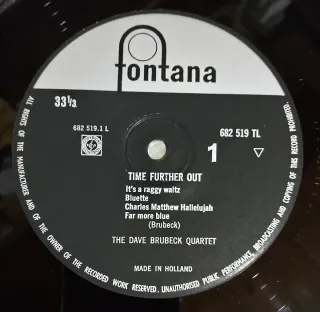 fontana
33 1/3
682 519.1 L
682 519 TL
1
TIME FURTHER OUT
It's a raggy waltz
Bluette
Charles Matthew Hallelujah
Far more blue
(Brubeck)
THE DAVE BRUBECK QUARTET
MADE IN HOLLAND
ALL RIGHTS OF THE MANUFACTURER AND OF THE OWNER OF THE RECORDED WORK RESERVED. UNAUTHORISED PUBLIC PERFORMANCE, BROADCASTING AND COPYING OF THIS RECORD PROHIBITED.